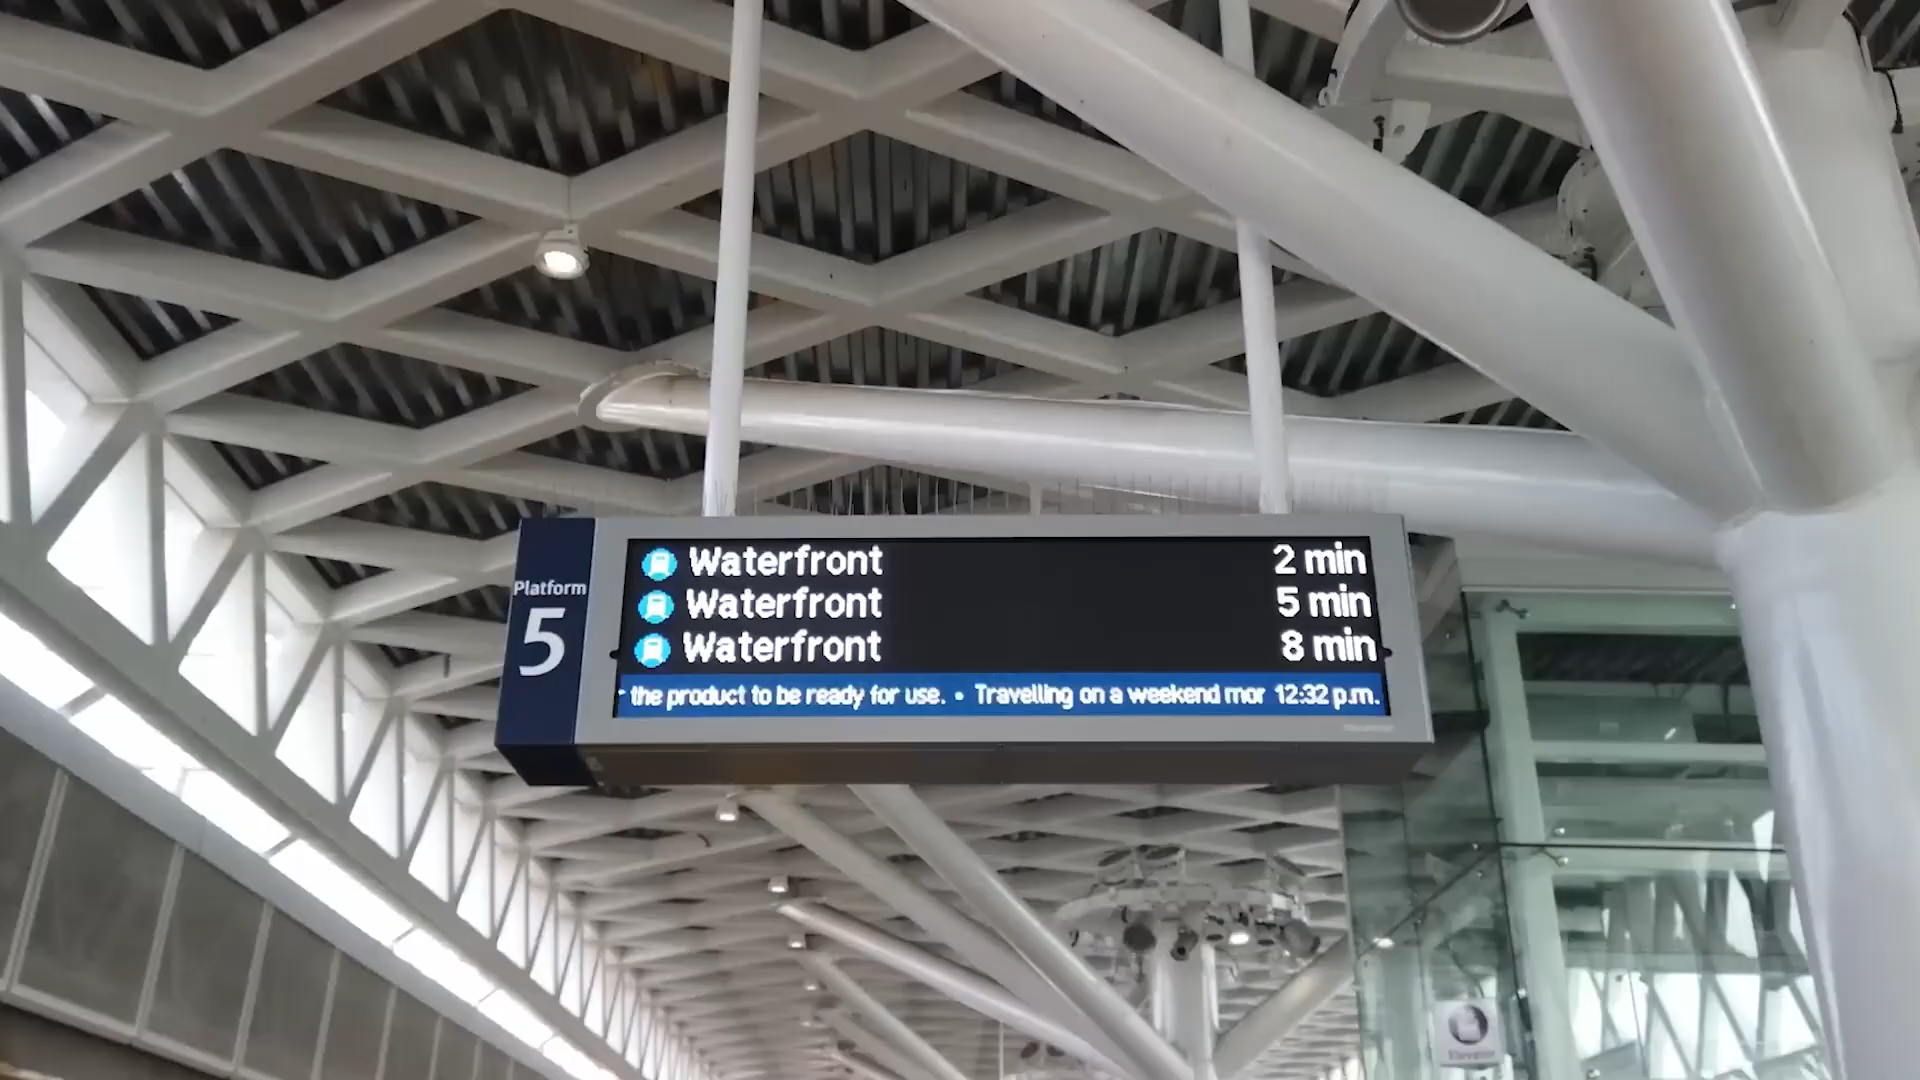 Platform
5
Waterfront 2 min
Waterfront 5 min
Waterfront 8 min
the product to be ready for use. • Travelling on a weekend mor 12:32 p.m.
Elevator